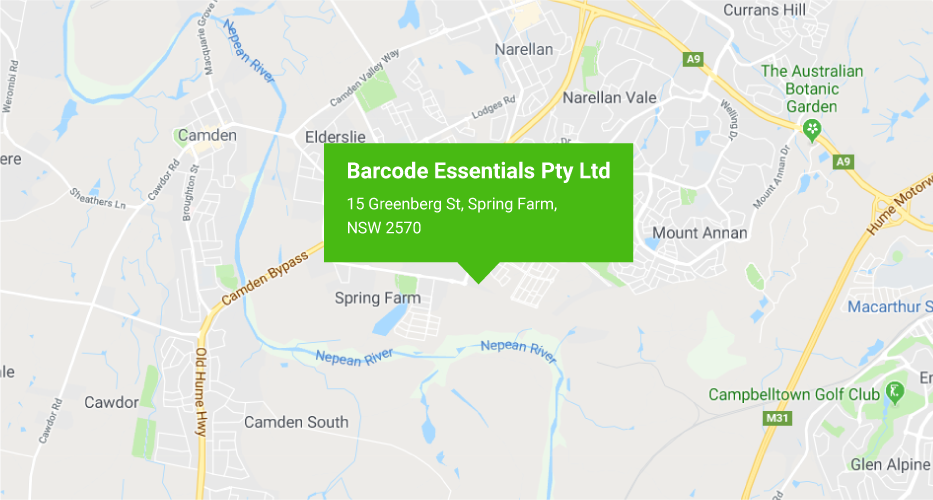 Currans Hill
Macquarie Grove R
Nepean River
Werombi Rd
Camden Valley Way
Narellan
A9
The Australian
Botanic
Garden
Narellan Vale
Lodges Rd
Welling Dr
Camden
Elderslie
Dr
ere
Cawdor Rd
Broughton St
Sheathers Ln
Barcode Essentials Pty Ltd
15 Greenberg St, Spring Farm,
NSW 2570
Mount Annan Dr
A9
Hume Motorw
Mount Annan
Camden Bypass
Spring Farm
Macarthur S
Nepean River
Nepean River
Old Hume Hwy
ale
Cawdor
Cawdor Rd
Camden South
Campbelltown Golf Club
M31
Er
Glen Alpine
Rd